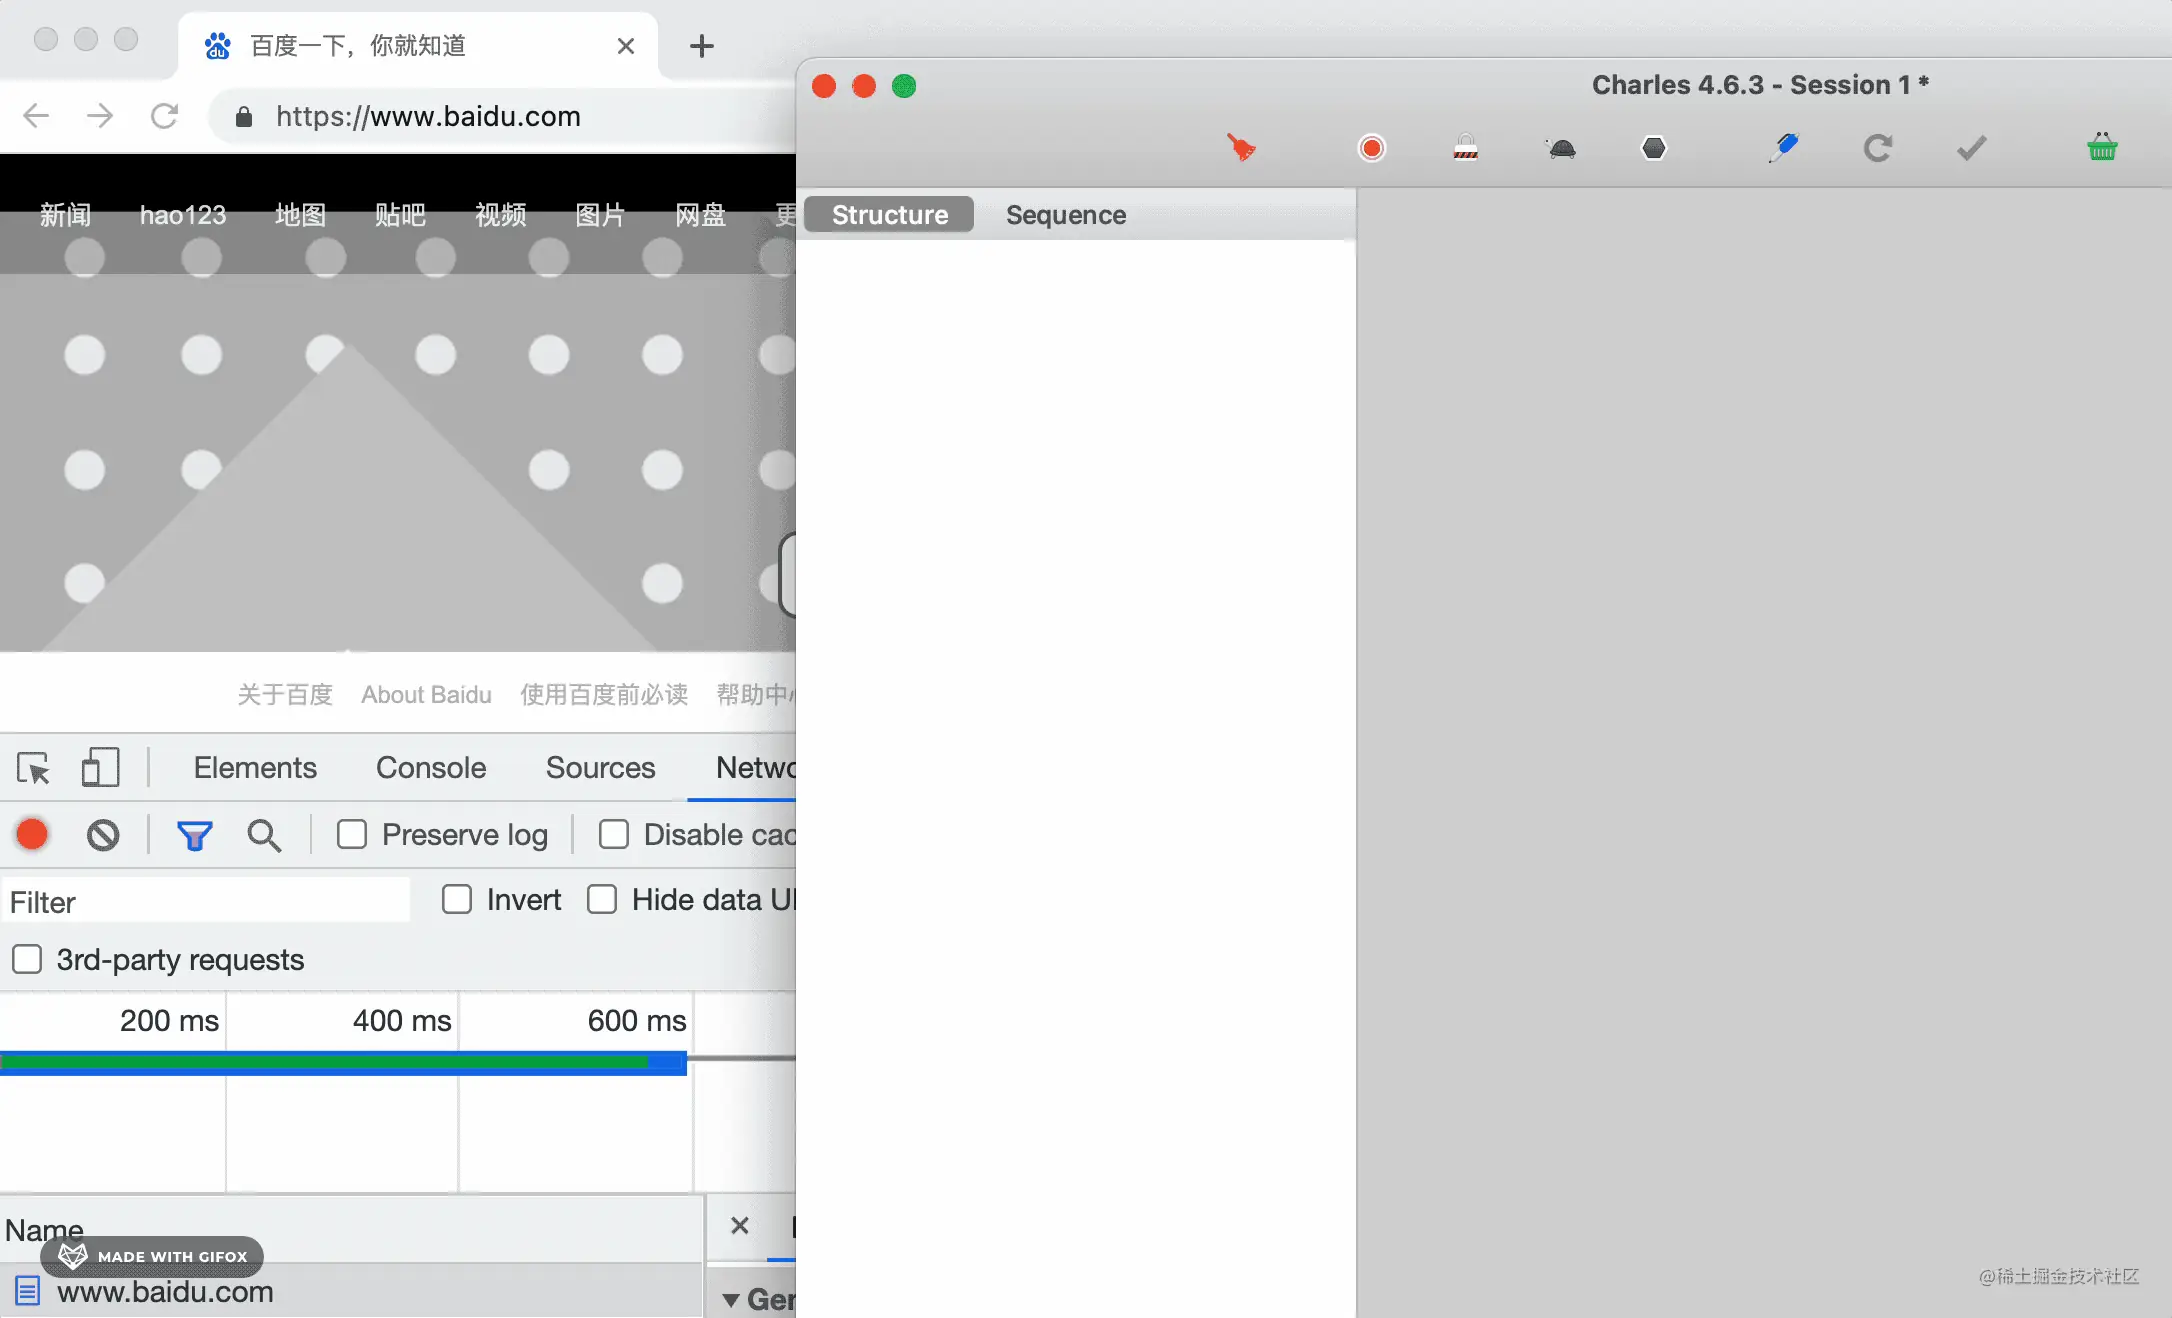 百度一下，你就知道
https://www.baidu.com
Charles 4.6.3 - Session 1 *
新闻 hao123 地图 贴吧 视频 图片 网盘 更
Structure Sequence
关于百度 About Baidu 使用百度前必读 帮助中心
Elements Console Sources Netwo
Preserve log Disable cac
Filter Invert Hide data U
3rd-party requests
200 ms 400 ms 600 ms
Name
MADE WITH GIFOX
www.baidu.com
Ger
@稀土掘金技术社区